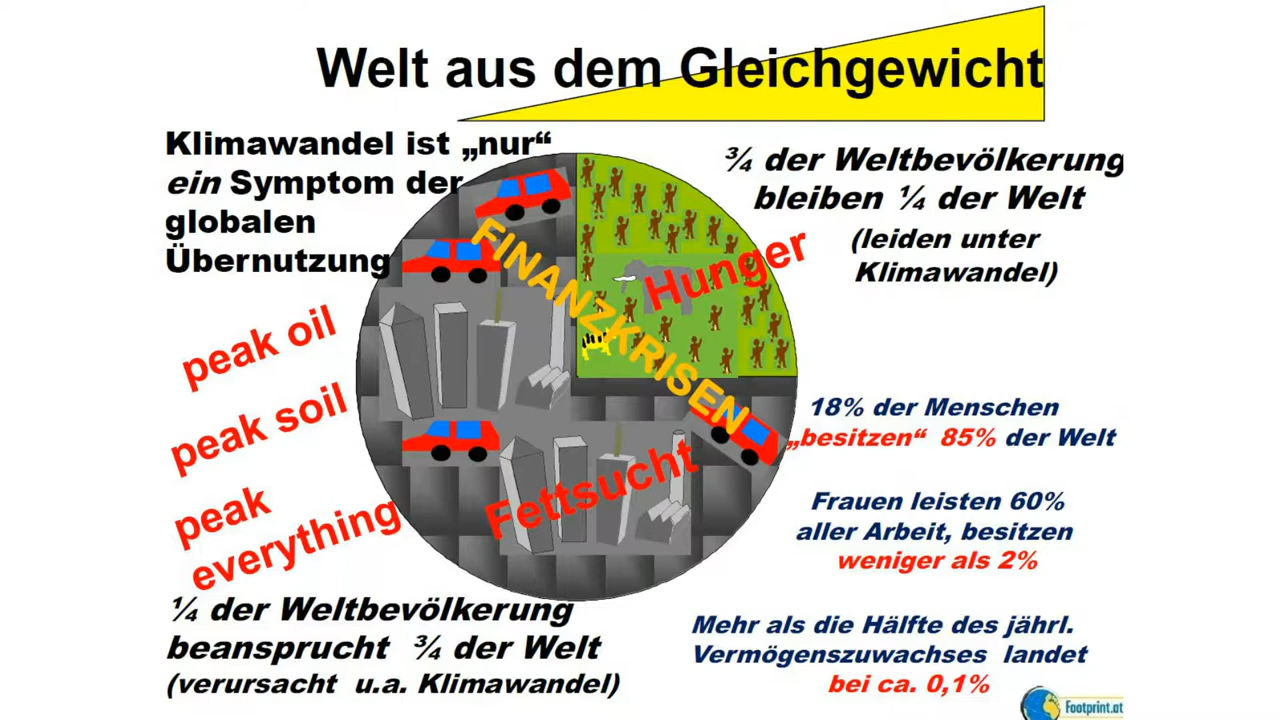 Welt aus dem Gleichgewicht
Klimawandel ist „nur“
ein Symptom der
globalen
Übernutzung
¾ der Weltbevölkerung
bleiben ¼ der Welt
(leiden unter
Klimawandel)
FINANZKRISEN
Hunger
peak oil
peak soil
peak
everything
Fettsucht
18% der Menschen
„besitzen“ 85% der Welt
Frauen leisten 60%
aller Arbeit, besitzen
weniger als 2%
¼ der Weltbevölkerung
beansprucht ¾ der Welt
(verursacht u.a. Klimawandel)
Mehr als die Hälfte des jährl.
Vermögenszuwachses landet
bei ca. 0,1%
Footprint.at